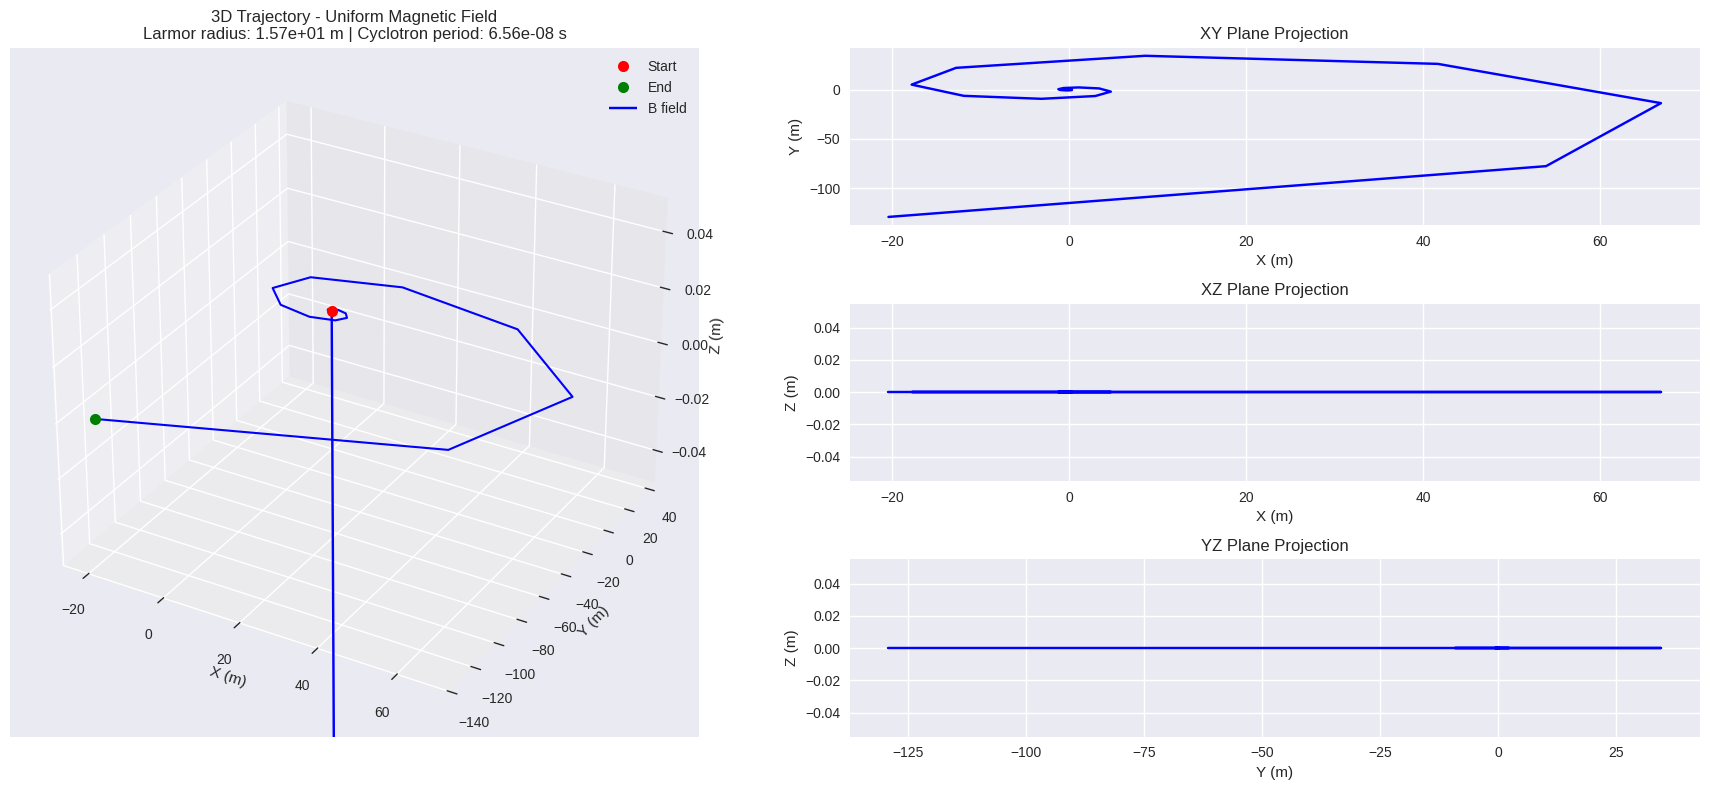 3D Trajectory - Uniform Magnetic Field
Larmor radius: 1.57e+01 m | Cyclotron period: 6.56e-08 s
Start
End
B field
0.04
0.02
0.00
−0.02
−0.04
Z (m)
40
20
0
−20
−40
−60
−80
−100
−120
−140
Y (m)
−20
0
20
40
60
X (m)
XY Plane Projection
0
−50
−100
Y (m)
−20
0
20
40
60
X (m)
XZ Plane Projection
0.04
0.02
0.00
−0.02
−0.04
Z (m)
−20
0
20
40
60
X (m)
YZ Plane Projection
0.04
0.02
0.00
−0.02
−0.04
Z (m)
−125
−100
−75
−50
−25
0
25
Y (m)